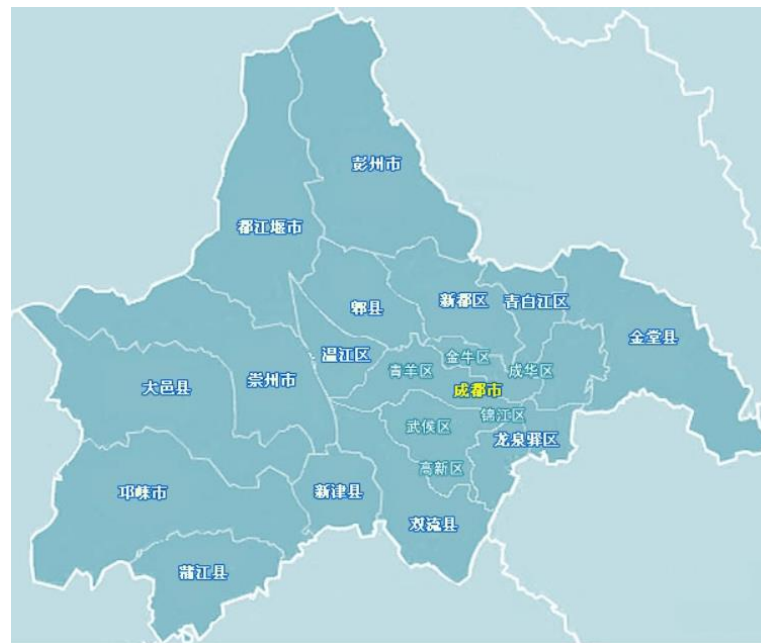 彭州市
都江堰市
郫县
新都区
青白江区
金堂县
温江区
青羊区
金牛区
成华区
大邑县
崇州市
成都市
武侯区
锦江区
龙泉驿区
高新区
邛崃市
新津县
双流县
蒲江县